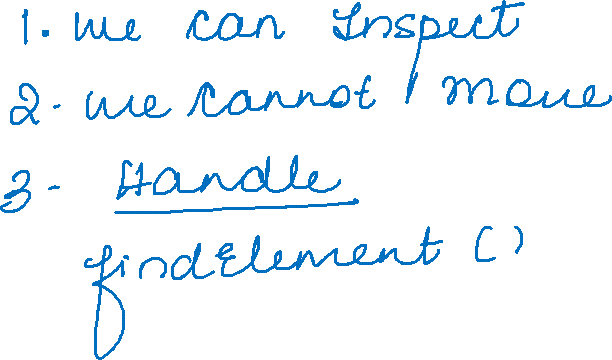 1. we can Inspect
2. we cannot move
3- Handle
findElement ()